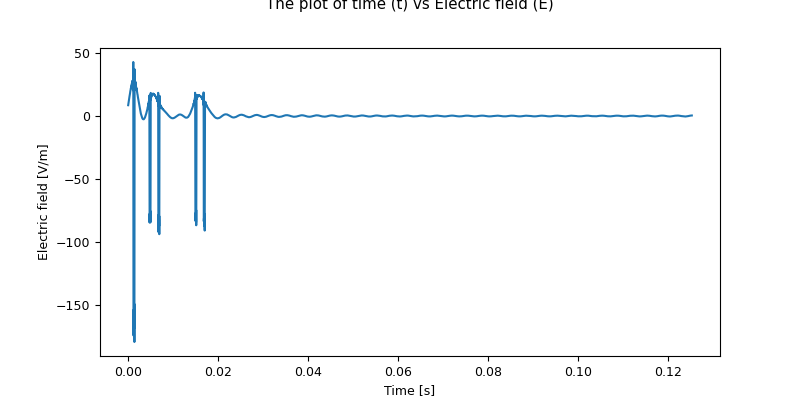 The plot of time (t) vs Electric field (E)
50
0
−50
−100
−150
Electric field [V/m]
0.00 0.02 0.04 0.06 0.08 0.10 0.12
Time [s]